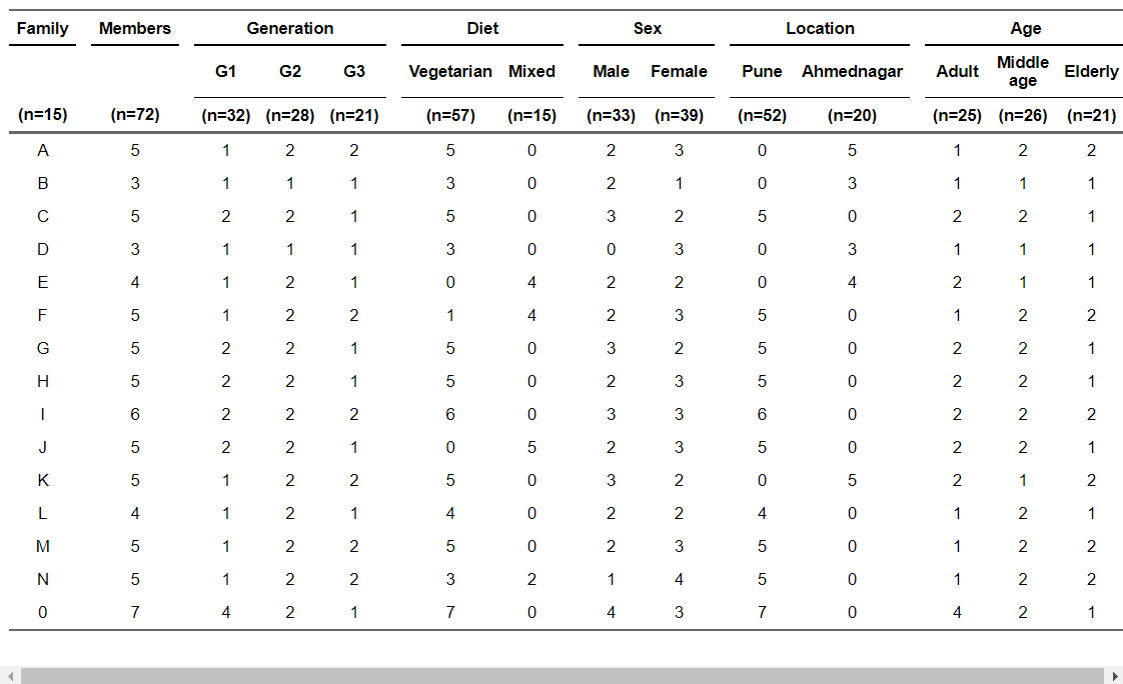 Family Members Generation Diet Sex Location Age
G1 G2 G3 Vegetarian Mixed Male Female Pune Ahmednagar Adult Middle age Elderly
(n=15) (n=72) (n=32) (n=28) (n=21) (n=57) (n=15) (n=33) (n=39) (n=52) (n=20) (n=25) (n=26) (n=21)
A 5 1 2 2 5 0 2 3 0 5 1 2 2
B 3 1 1 1 3 0 2 1 0 3 1 1 1
C 5 2 2 1 5 0 3 2 5 0 2 2 1
D 3 1 1 1 3 0 0 3 0 3 1 1 1
E 4 1 2 1 0 4 2 2 0 4 2 1 1
F 5 1 2 2 1 4 2 3 5 0 1 2 2
G 5 2 2 1 5 0 3 2 5 0 2 2 1
H 5 2 2 1 5 0 2 3 5 0 2 2 1
I 6 2 2 2 6 0 3 3 6 0 2 2 2
J 5 2 2 1 0 5 2 3 5 0 2 2 1
K 5 1 2 2 5 0 3 2 0 5 2 1 2
L 4 1 2 1 4 0 2 2 4 0 1 2 1
M 5 1 2 2 5 0 2 3 5 0 1 2 2
N 5 1 2 2 3 2 1 4 5 0 1 2 2
0 7 4 2 1 7 0 4 3 7 0 4 2 1